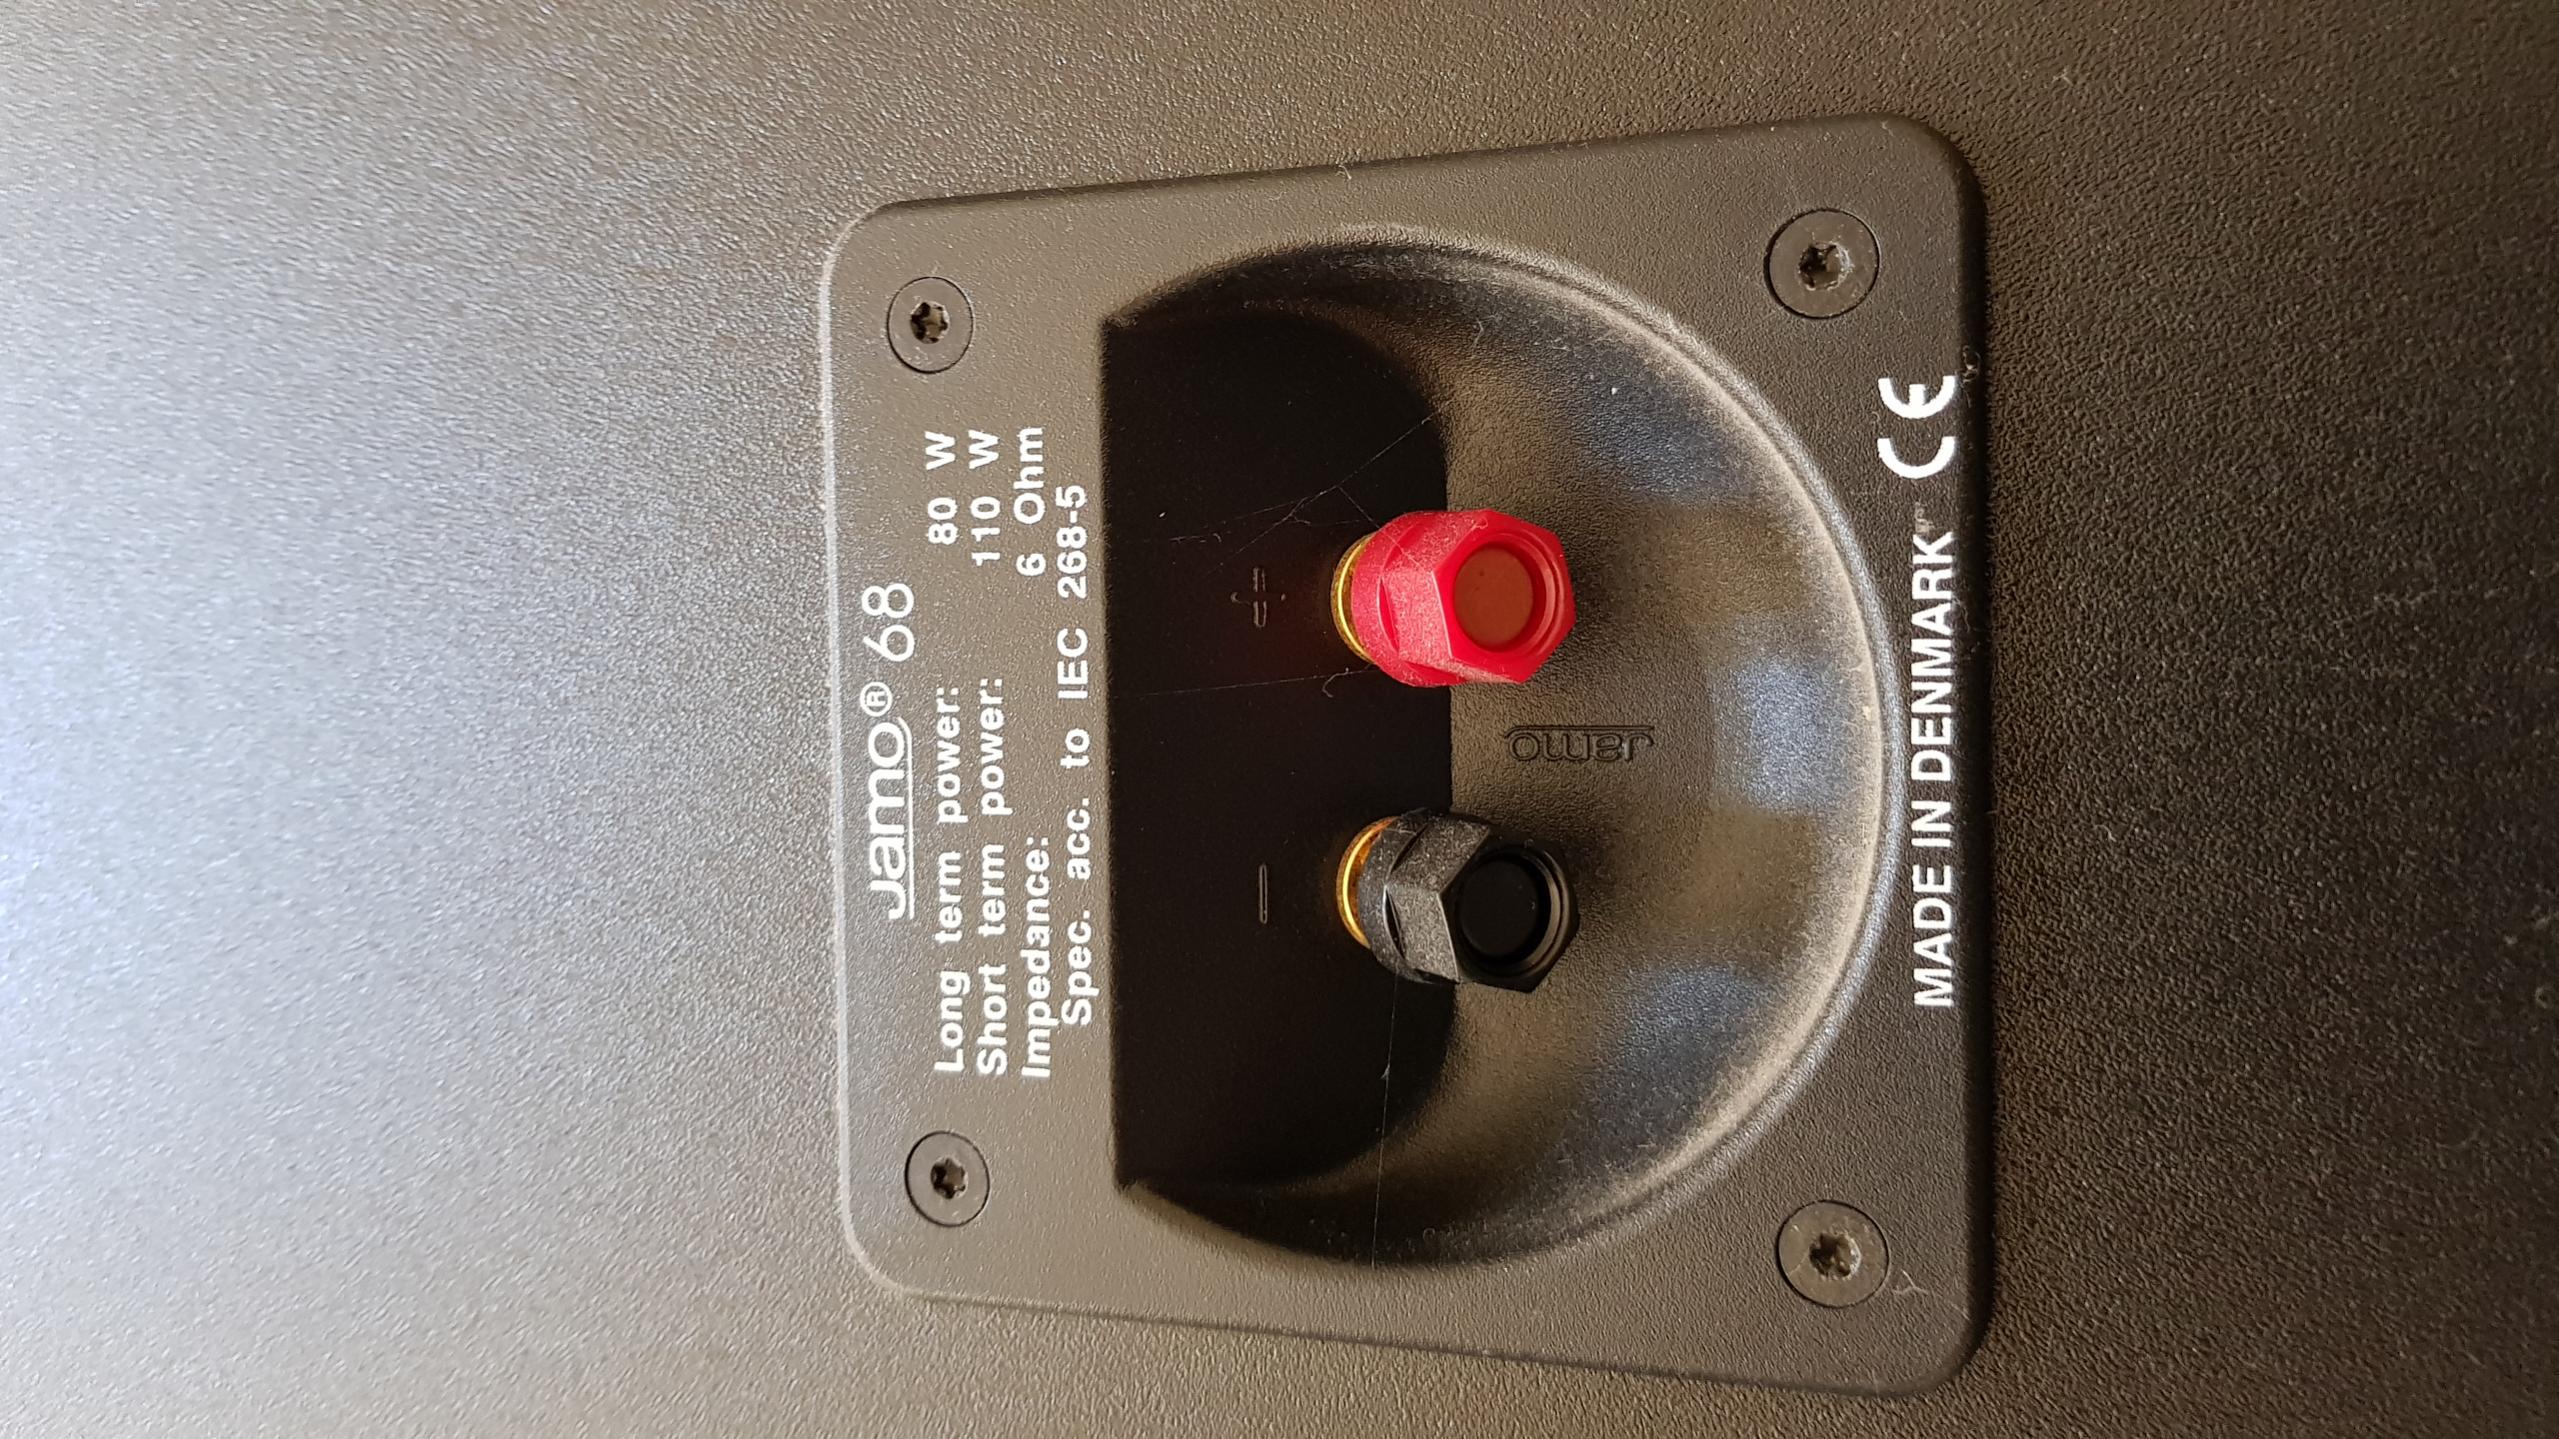 Jamo® 68
Long term power: 80 W
Short term power: 110 W
Impedance: 6 Ohm
Spec. acc. to IEC 268-5
+
−
Jamo
MADE IN DENMARK CE